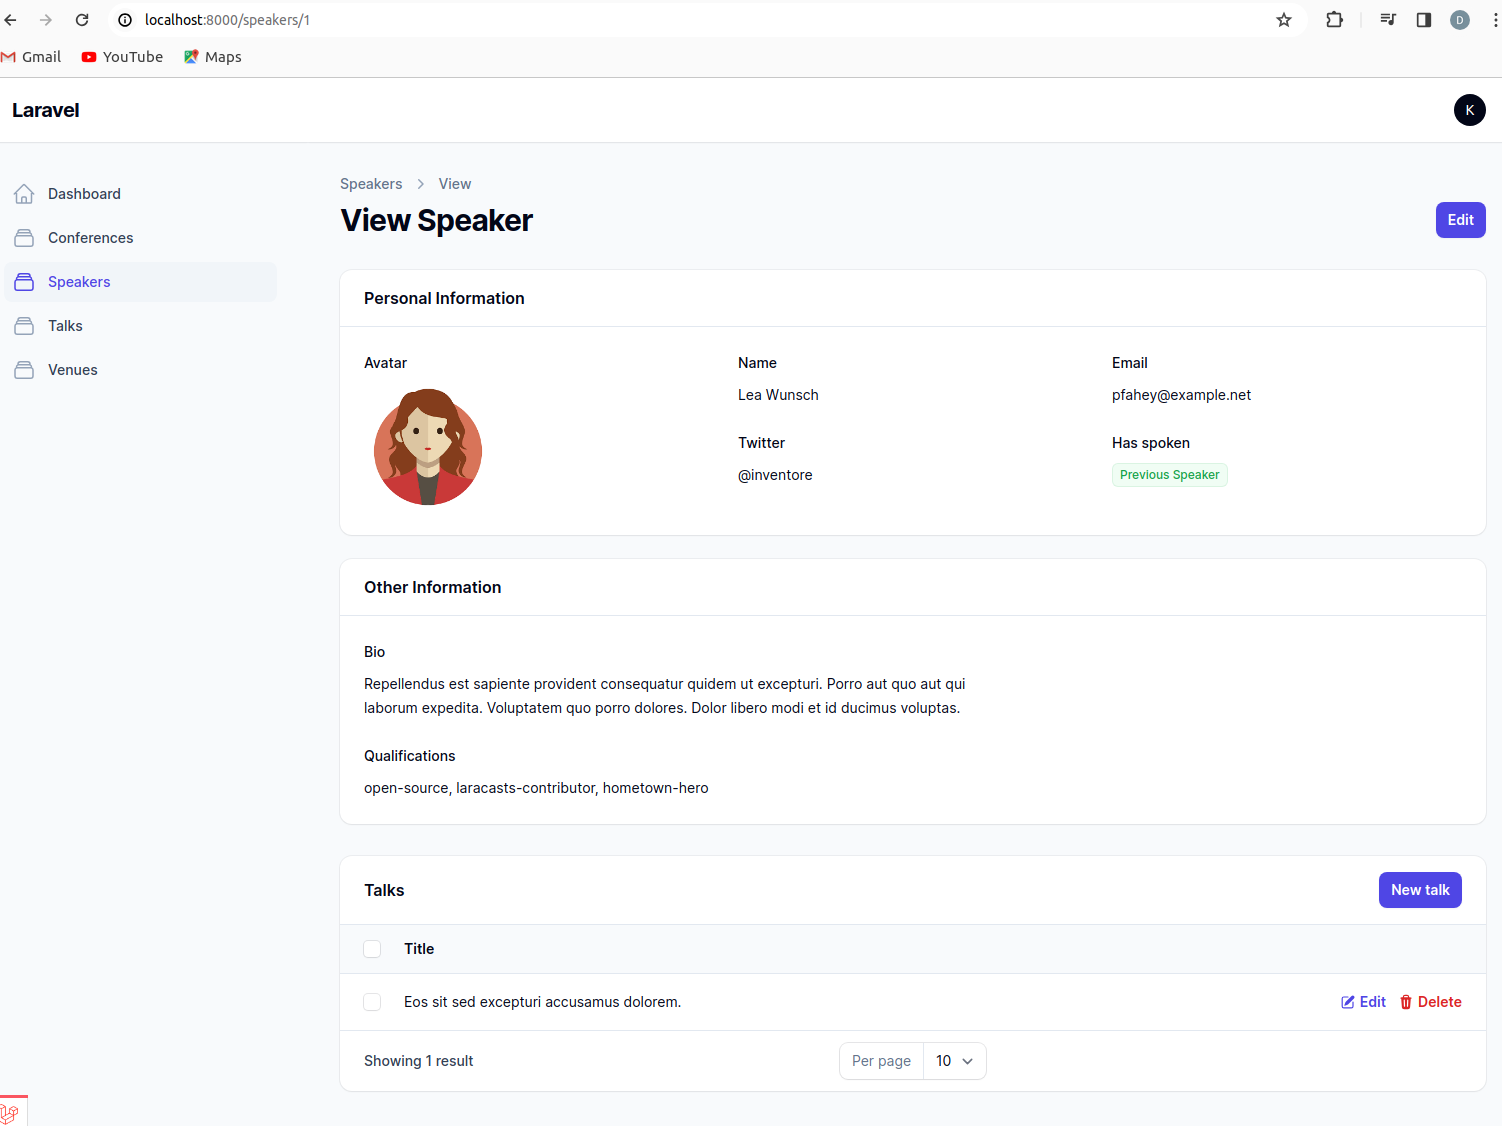 localhost:8000/speakers/1
D
Gmail
YouTube
Maps
Laravel
K
Dashboard
Conferences
Speakers
Talks
Venues
Speakers
View
View Speaker
Edit
Personal Information
Avatar
Name
Email
Lea Wunsch
pfahey@example.net
Twitter
Has spoken
@inventore
Previous Speaker
Other Information
Bio
Repellendus est sapiente provident consequatur quidem ut excepturi. Porro aut quo aut qui
laborum expedita. Voluptatem quo porro dolores. Dolor libero modi et id ducimus voluptas.
Qualifications
open-source, laracasts-contributor, hometown-hero
Talks
New talk
Title
Eos sit sed excepturi accusamus dolorem.
Edit
Delete
Showing 1 result
Per page
10